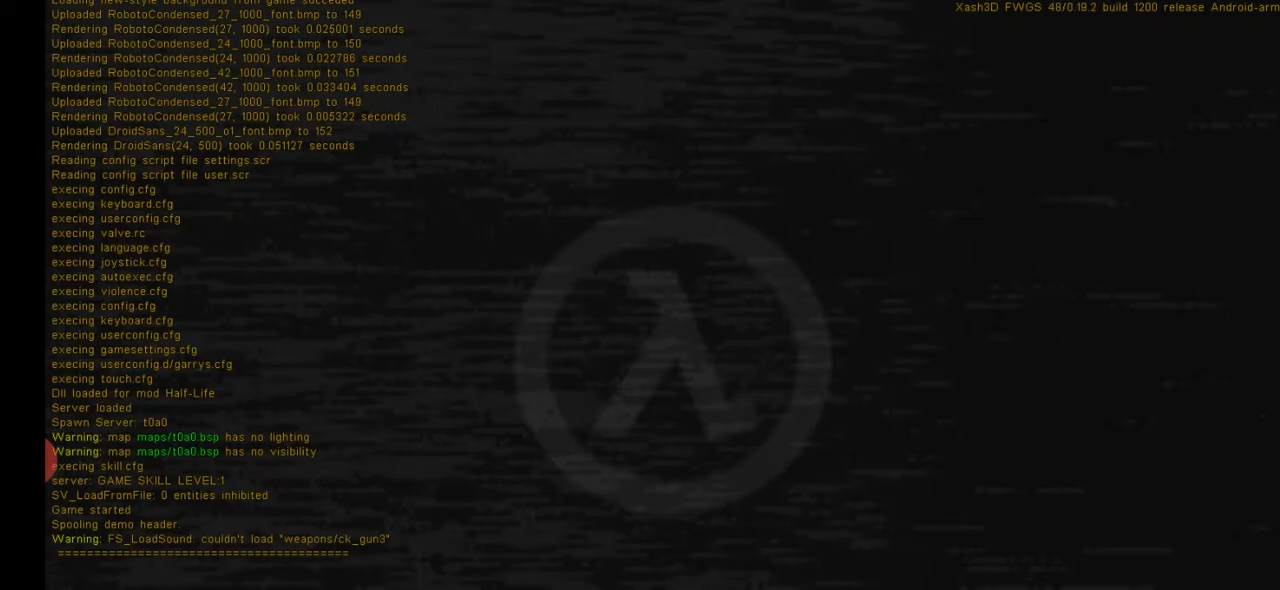 Loading new-style background from game succeded
Xash3D FWGS 48/0.19.2 build 1200 release Android-arm
Uploaded RobotoCondensed_27_1000_font.bmp to 149
Rendering RobotoCondensed(27, 1000) took 0.025001 seconds
Uploaded RobotoCondensed_24_1000_font.bmp to 150
Rendering RobotoCondensed(24, 1000) took 0.022786 seconds
Uploaded RobotoCondensed_42_1000_font.bmp to 151
Rendering RobotoCondensed(42, 1000) took 0.033404 seconds
Uploaded RobotoCondensed_27_1000_font.bmp to 149
Rendering RobotoCondensed(27, 1000) took 0.005322 seconds
Uploaded DroidSans_24_500_o1_font.bmp to 152
Rendering DroidSans(24, 500) took 0.051127 seconds
Reading config script file settings.scr
Reading config script file user.scr
execing config.cfg
execing keyboard.cfg
execing userconfig.cfg
execing valve.rc
execing language.cfg
execing joystick.cfg
execing autoexec.cfg
execing violence.cfg
execing config.cfg
execing keyboard.cfg
execing userconfig.cfg
execing gamesettings.cfg
execing userconfig.d/garrys.cfg
execing touch.cfg
Dll loaded for mod Half-Life
Server loaded
Spawn Server: t0a0
Warning: map maps/t0a0.bsp has no lighting
Warning: map maps/t0a0.bsp has no visibility
execing skill.cfg
server: GAME SKILL LEVEL:1
SV_LoadFromFile: 0 entities inhibited
Game started
Spooling demo header.
Warning: FS_LoadSound: couldn't load "weapons/ck_gun3"
========================================